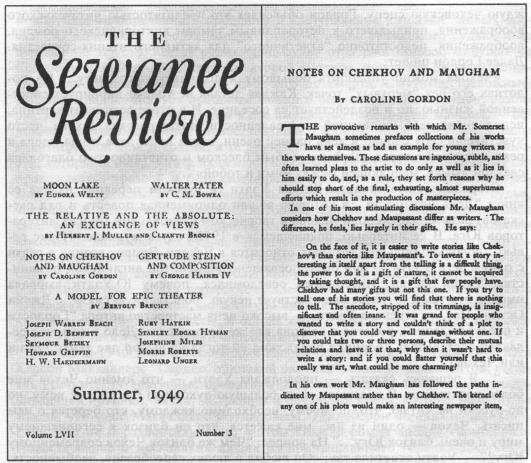 THE
Sewanee
Review
MOON LAKE
BY EUDORA WELTY
WALTER PATER
BY C. M. BOWRA
THE RELATIVE AND THE ABSOLUTE:
AN EXCHANGE OF VIEWS
BY HERBERT J. MULLER AND CLEANTH BROOKS
NOTES ON CHEKHOV
AND MAUGHAM
BY CAROLINE GORDON
GERTRUDE STEIN
AND COMPOSITION
BY GEORGE HAINES IV
A MODEL FOR EPIC THEATER
BY BERTOLT BRECHT
JOSEPH WARREN BEACH
JOSEPH D. BENNETT
SEYMOUR BETSKY
HOWARD GRIFFIN
H. W. HAEUSERMANN
RUBY HAYKIN
STANLEY EDGAR HYMAN
JOSEPHINE MILES
MORRIS ROBERTS
LEONARD UNGER
Summer, 1949
Volume LVII
Number 3
NOTES ON CHEKHOV AND MAUGHAM
BY CAROLINE GORDON
THE provocative remarks with which Mr. Somerset
Maugham sometimes prefaces collections of his works
have set almost as bad an example for young writers as
the works themselves. These discussions are ingenious, subtle, and
often learned pleas to the artist to do only as well as it lies in
him easily to do, and, as a rule, they set forth reasons why he
should stop short of the final, exhausting, almost superhuman
efforts which result in the production of masterpieces.
In one of his most stimulating discussions Mr. Maugham
considers how Chekhov and Maupassant differ as writers. The
difference, he feels, lies largely in their gifts. He says:
On the face of it, it is easier to write stories like Chek-
hov's than stories like Maupassant's. To invent a story in-
teresting in itself apart from the telling is a difficult thing,
the power to do it is a gift of nature, it cannot be acquired
by taking thought, and it is a gift that few people have.
Chekhov had many gifts but not this one. If you try to
tell one of his stories you will find that there is nothing
to tell. The anecdote, stripped of its trimmings, is insig-
nificant and often inane. It was grand for people who
wanted to write a story and couldn't think of a plot to
discover that you could very well manage without one. If
you could take two or three persons, describe their mutual
relations and leave it at that, why then it wasn't hard to
write a story: and if you could flatter yourself that this
really was art, what could be more charming?
In his own work Mr. Maugham has followed the paths in-
dicated by Maupassant rather than by Chekhov. The kernel of
any one of his plots would make an interesting newspaper item,